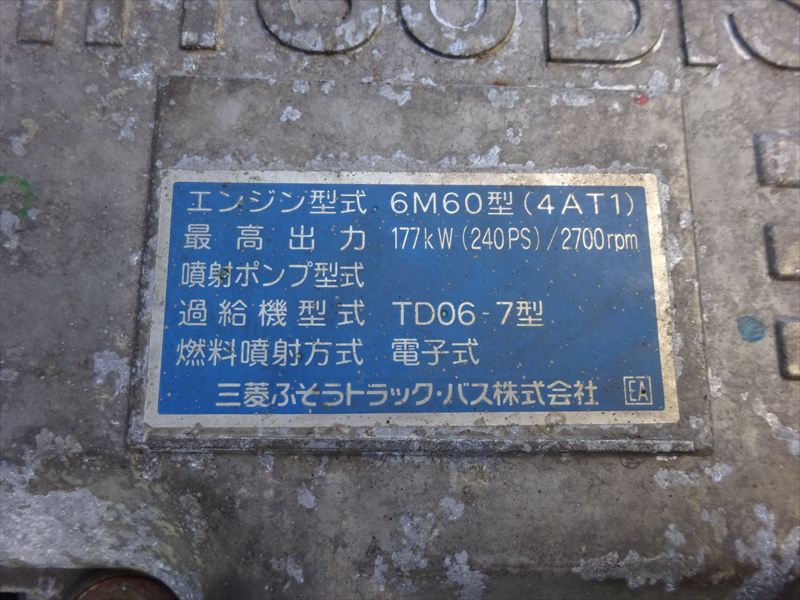 エンジン型式 6M60型(4AT1)
最高出力 177kW(240PS)/2700rpm
噴射ポンプ型式
過給機型式 TD06-7型
燃料噴射方式 電子式
三菱ふそうトラック・バス株式会社 EA